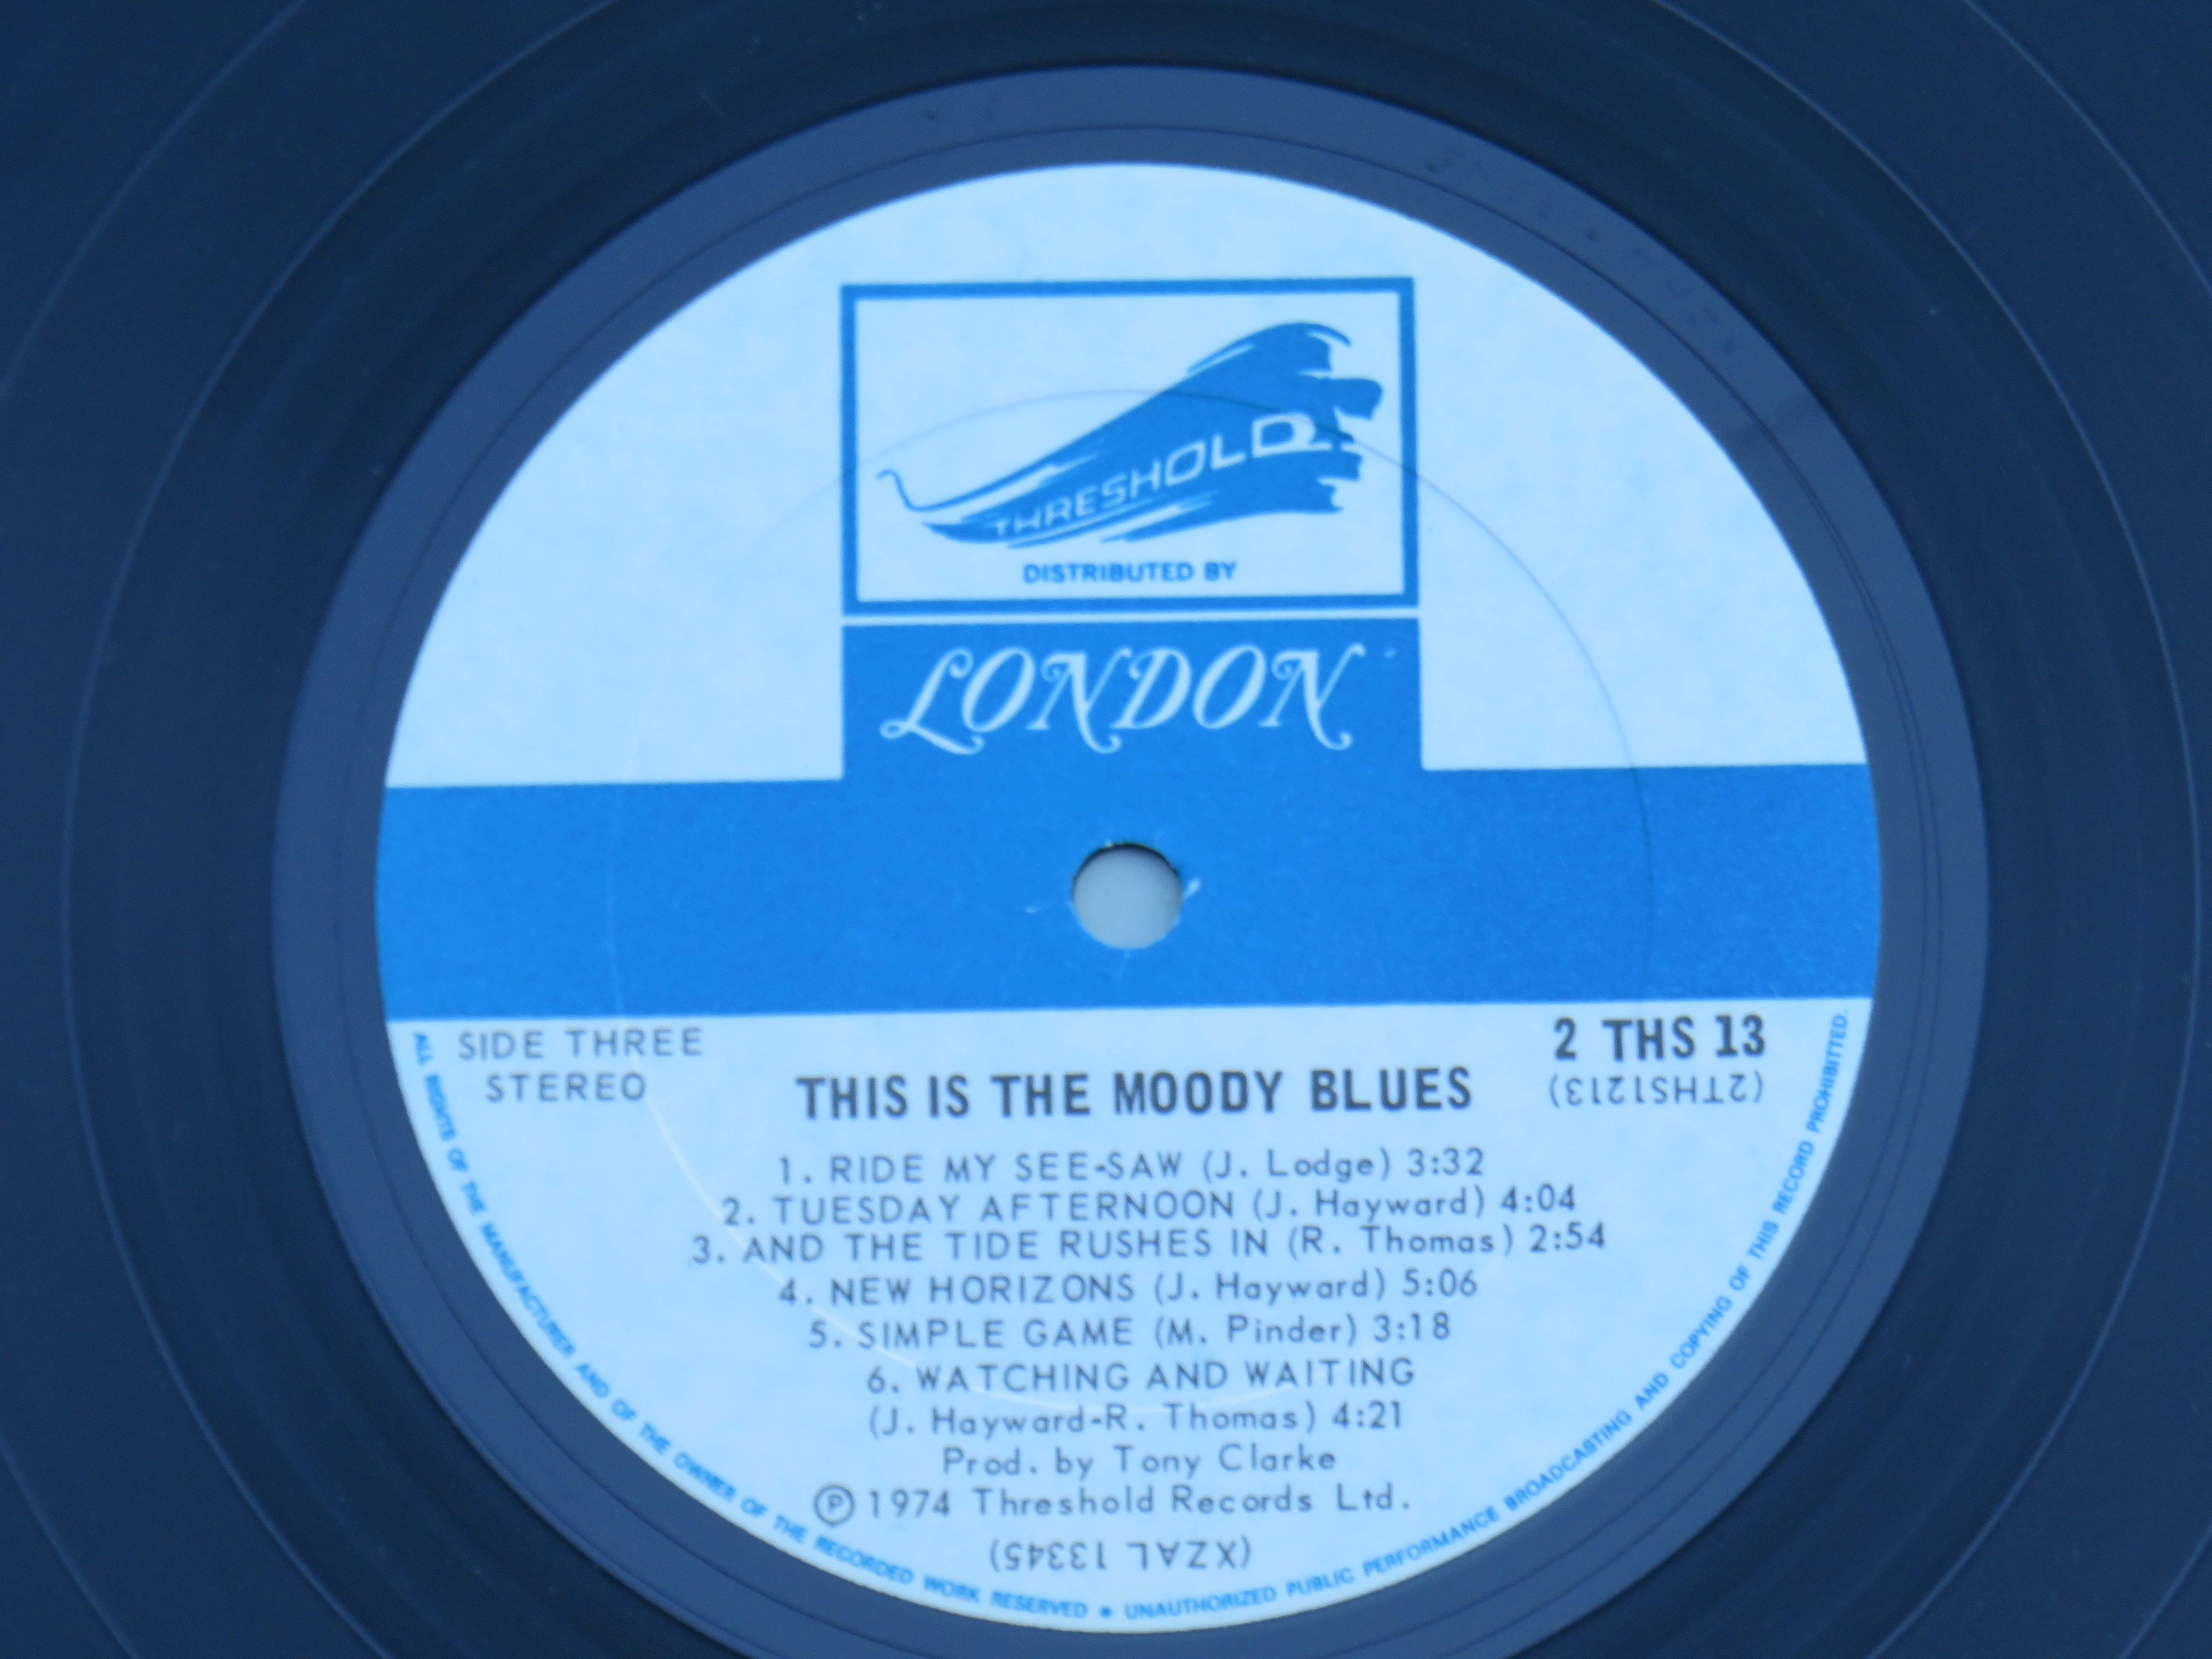 THRESHOLD
DISTRIBUTED BY
LONDON
SIDE THREE
STEREO
2 THS 13
(2THS1213)
THIS IS THE MOODY BLUES
1. RIDE MY SEE-SAW (J. Lodge) 3:32
2. TUESDAY AFTERNOON (J. Hayward) 4:04
3. AND THE TIDE RUSHES IN (R. Thomas) 2:54
4. NEW HORIZONS (J. Hayward) 5:06
5. SIMPLE GAME (M. Pinder) 3:18
6. WATCHING AND WAITING
(J. Hayward-R. Thomas) 4:21
Prod. by Tony Clarke
Ⓟ 1974 Threshold Records Ltd.
(XZAL 13345)
ALL RIGHTS OF THE MANUFACTURER AND OF THE OWNER OF THE RECORDED WORK RESERVED • UNAUTHORIZED PUBLIC PERFORMANCE BROADCASTING AND COPYING OF THIS RECORD PROHIBITED.